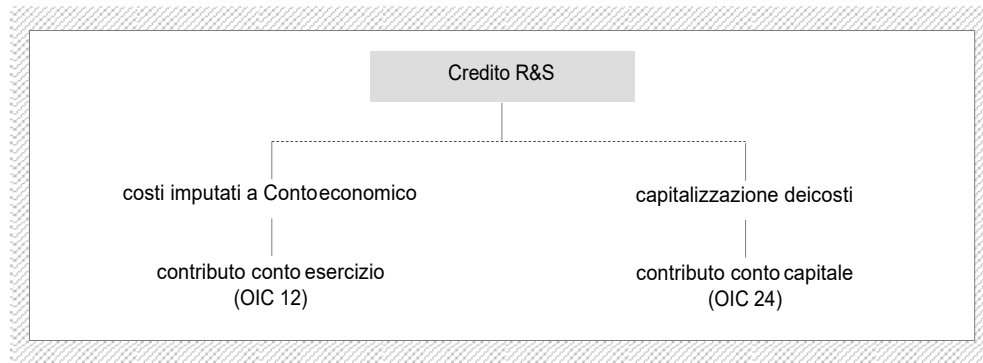 Credito R&S
costi imputati a Contoeconomico
capitalizzazione deicosti
contributo conto esercizio
(OIC 12)
contributo conto capitale
(OIC 24)